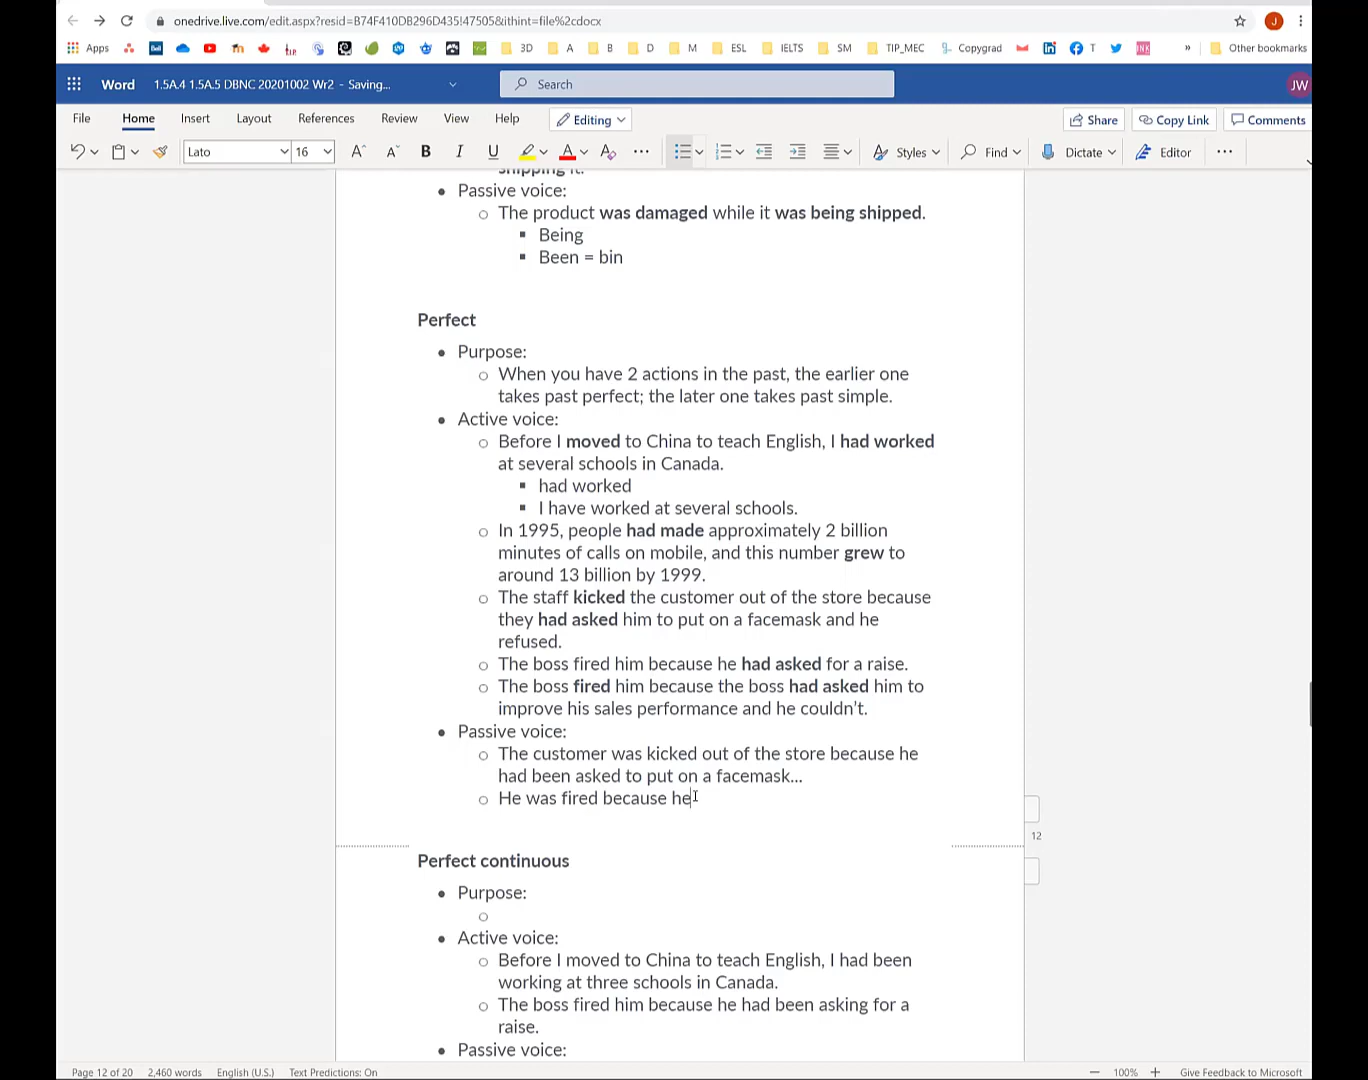 onedrive.live.com/edit.aspx?resid=B74F410DB296D435!47505&ithint=file%2cdocx
J
Apps 3D A B D M ESL IELTS SM TIP_MEC Copygrad T » Other bookmarks
Word 1.5A.4 1.5A.5 DBNC 20201002 Wr2 - Saving... Search JW
File Home Insert Layout References Review View Help Editing Share Copy Link Comments
Lato 16 A A B I U A A ... Styles Find Dictate Editor ...
shipping it.
• Passive voice:
○ The product was damaged while it was being shipped.
▪ Being
▪ Been = bin
Perfect
• Purpose:
○ When you have 2 actions in the past, the earlier one
takes past perfect; the later one takes past simple.
• Active voice:
○ Before I moved to China to teach English, I had worked
at several schools in Canada.
▪ had worked
▪ I have worked at several schools.
○ In 1995, people had made approximately 2 billion
minutes of calls on mobile, and this number grew to
around 13 billion by 1999.
○ The staff kicked the customer out of the store because
they had asked him to put on a facemask and he
refused.
○ The boss fired him because he had asked for a raise.
○ The boss fired him because the boss had asked him to
improve his sales performance and he couldn't.
• Passive voice:
○ The customer was kicked out of the store because he
had been asked to put on a facemask...
○ He was fired because he
12
Perfect continuous
• Purpose:
○
• Active voice:
○ Before I moved to China to teach English, I had been
working at three schools in Canada.
○ The boss fired him because he had been asking for a
raise.
• Passive voice:
Page 12 of 20 2,460 words English (U.S.) Text Predictions: On — 100% + Give Feedback to Microsoft